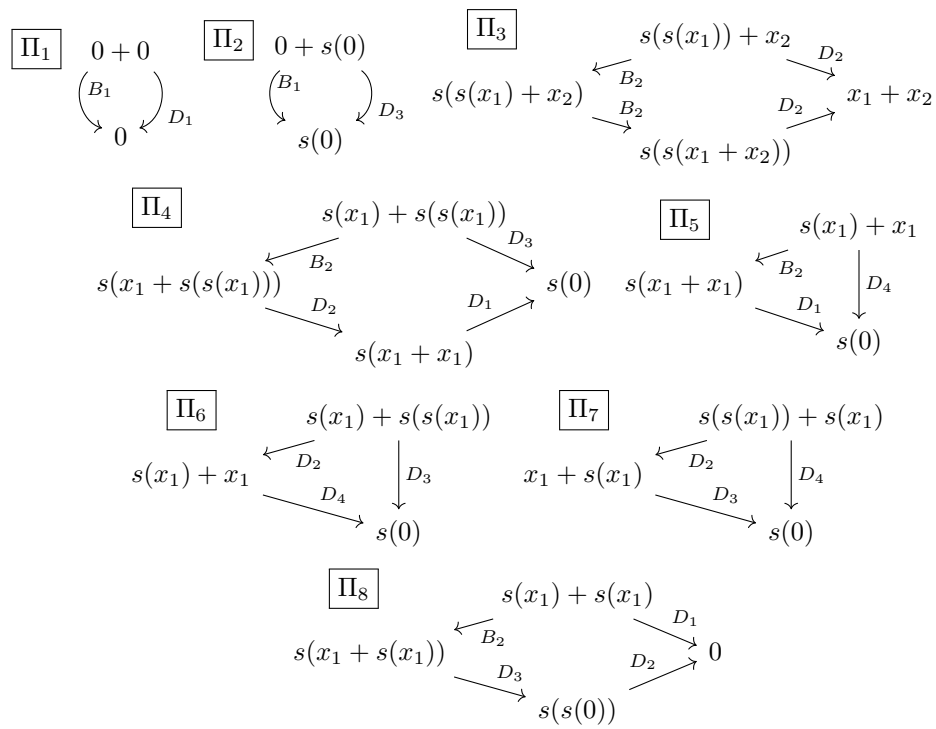 Π₁ 0 + 0 Π₂ 0 + s(0) Π₃ s(s(x₁)) + x₂
B₁ D₁ B₁ D₃ B₂ D₂
s(s(x₁) + x₂) x₁ + x₂
B₂ D₂
0 s(0) s(s(x₁ + x₂))
Π₄ s(x₁) + s(s(x₁)) Π₅ s(x₁) + x₁
B₂ D₃ B₂
s(x₁ + s(s(x₁))) s(0) s(x₁ + x₁) D₄
D₂ D₁ D₁
s(x₁ + x₁) s(0)
Π₆ s(x₁) + s(s(x₁)) Π₇ s(s(x₁)) + s(x₁)
D₂ D₂
s(x₁) + x₁ D₃ x₁ + s(x₁) D₄
D₄ D₃
s(0) s(0)
Π₈ s(x₁) + s(x₁)
B₂ D₁
s(x₁ + s(x₁)) 0
D₃ D₂
s(s(0))